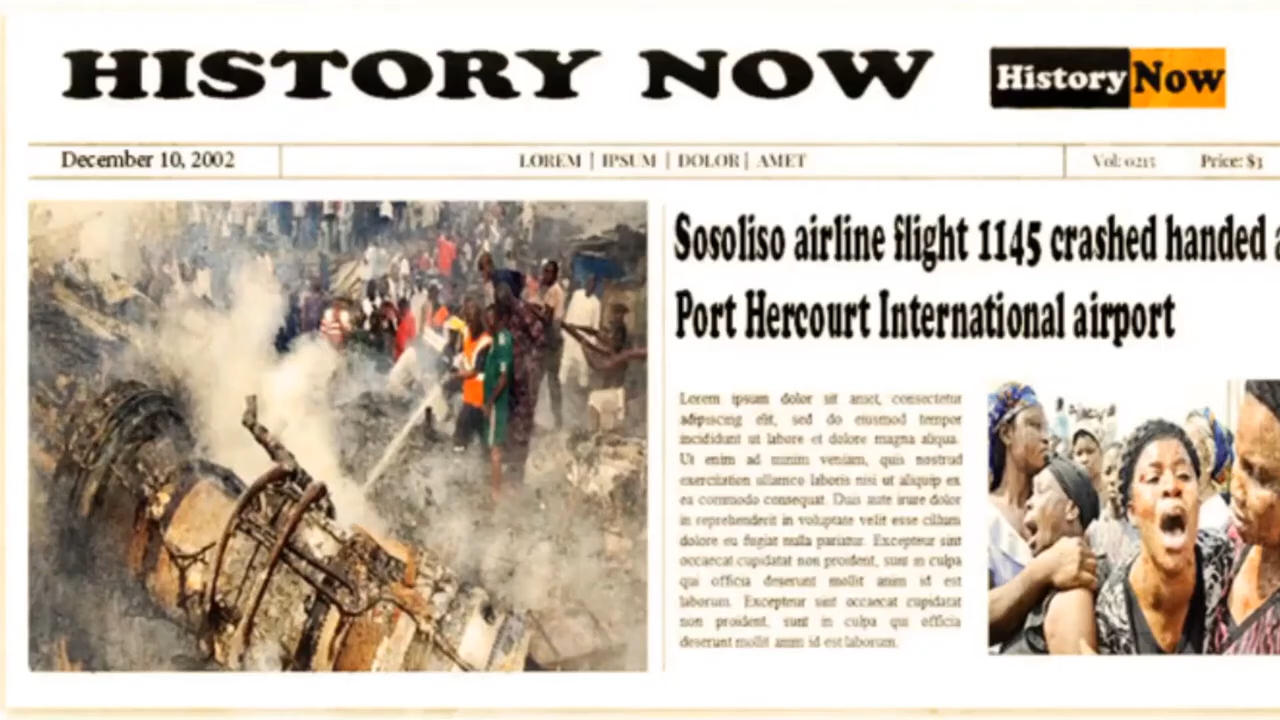 HISTORY NOW
History Now
December 10, 2002
LOREM | IPSUM | DOLOR | AMET
Vol: 0215
Price: $3
Sosoliso airline flight 1145 crashed handed a
Port Hercourt International airport
Lorem ipsum dolor sit amet, consectetur
adipiscing elit, sed do eiusmod tempor
incididunt ut labore et dolore magna aliqua.
Ut enim ad minim veniam, quis nostrud
exercitation ullamco laboris nisi ut aliquip ex
ea commodo consequat. Duis aute irure dolor
in reprehenderit in voluptate velit esse cillum
dolore eu fugiat nulla pariatur. Excepteur sint
occaecat cupidatat non proident, sunt in culpa
qui officia deserunt mollit anim id est
laborum. Excepteur sint occaecat cupidatat
non proident, sunt in culpa qui officia
deserunt mollit anim id est laborum.